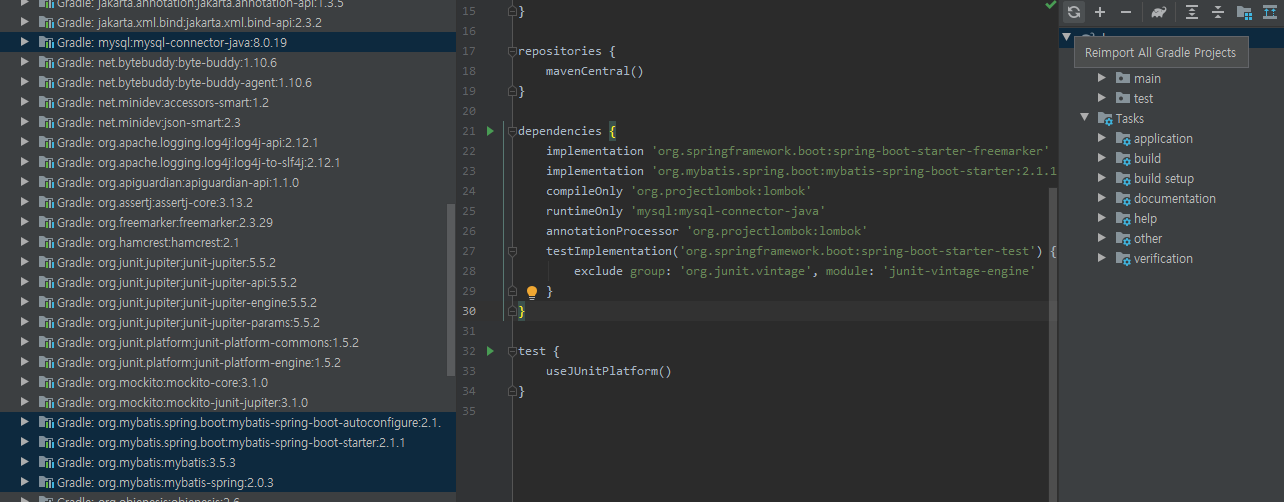 Gradle: jakarta.annotation:jakarta.annotation-api:1.3.5
Gradle: jakarta.xml.bind:jakarta.xml.bind-api:2.3.2
Gradle: mysql:mysql-connector-java:8.0.19
Gradle: net.bytebuddy:byte-buddy:1.10.6
Gradle: net.bytebuddy:byte-buddy-agent:1.10.6
Gradle: net.minidev:accessors-smart:1.2
Gradle: net.minidev:json-smart:2.3
Gradle: org.apache.logging.log4j:log4j-api:2.12.1
Gradle: org.apache.logging.log4j:log4j-to-slf4j:2.12.1
Gradle: org.apiguardian:apiguardian-api:1.1.0
Gradle: org.assertj:assertj-core:3.13.2
Gradle: org.freemarker:freemarker:2.3.29
Gradle: org.hamcrest:hamcrest:2.1
Gradle: org.junit.jupiter:junit-jupiter:5.5.2
Gradle: org.junit.jupiter:junit-jupiter-api:5.5.2
Gradle: org.junit.jupiter:junit-jupiter-engine:5.5.2
Gradle: org.junit.jupiter:junit-jupiter-params:5.5.2
Gradle: org.junit.platform:junit-platform-commons:1.5.2
Gradle: org.junit.platform:junit-platform-engine:1.5.2
Gradle: org.mockito:mockito-core:3.1.0
Gradle: org.mockito:mockito-junit-jupiter:3.1.0
Gradle: org.mybatis.spring.boot:mybatis-spring-boot-autoconfigure:2.1.
Gradle: org.mybatis.spring.boot:mybatis-spring-boot-starter:2.1.1
Gradle: org.mybatis:mybatis:3.5.3
Gradle: org.mybatis:mybatis-spring:2.0.3
Gradle: org.objenesis:objenesis:2.6
15 }
16
17 repositories {
18 mavenCentral()
19 }
20
21 dependencies {
22 implementation 'org.springframework.boot:spring-boot-starter-freemarker'
23 implementation 'org.mybatis.spring.boot:mybatis-spring-boot-starter:2.1.1
24 compileOnly 'org.projectlombok:lombok'
25 runtimeOnly 'mysql:mysql-connector-java'
26 annotationProcessor 'org.projectlombok:lombok'
27 testImplementation('org.springframework.boot:spring-boot-starter-test') {
28 exclude group: 'org.junit.vintage', module: 'junit-vintage-engine'
29 }
30 }
31
32 test {
33 useJUnitPlatform()
34 }
35
Reimport All Gradle Projects
main
test
Tasks
application
build
build setup
documentation
help
other
verification